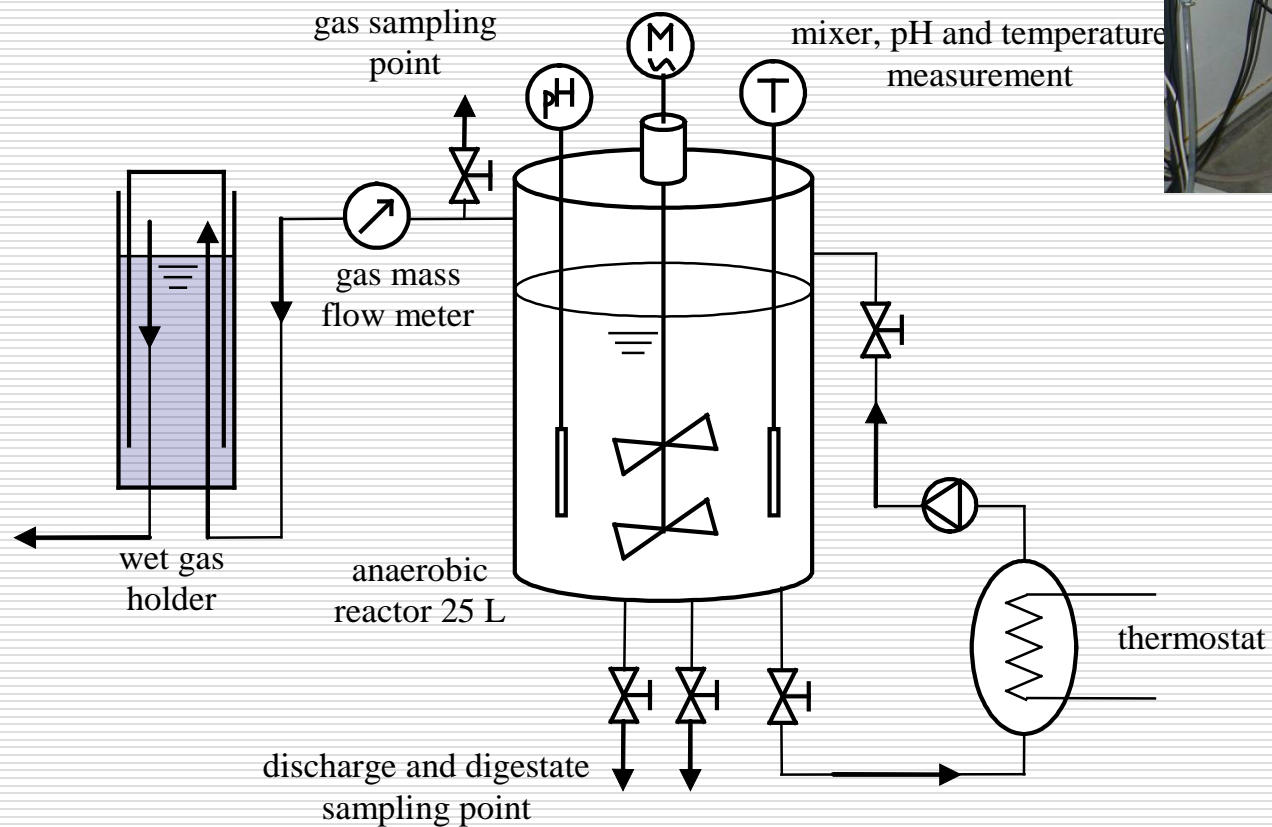 gas sampling
point
M
mixer, pH and temperature
measurement
pH
T
gas mass
flow meter
wet gas
holder
anaerobic
reactor 25 L
thermostat
discharge and digestate
sampling point